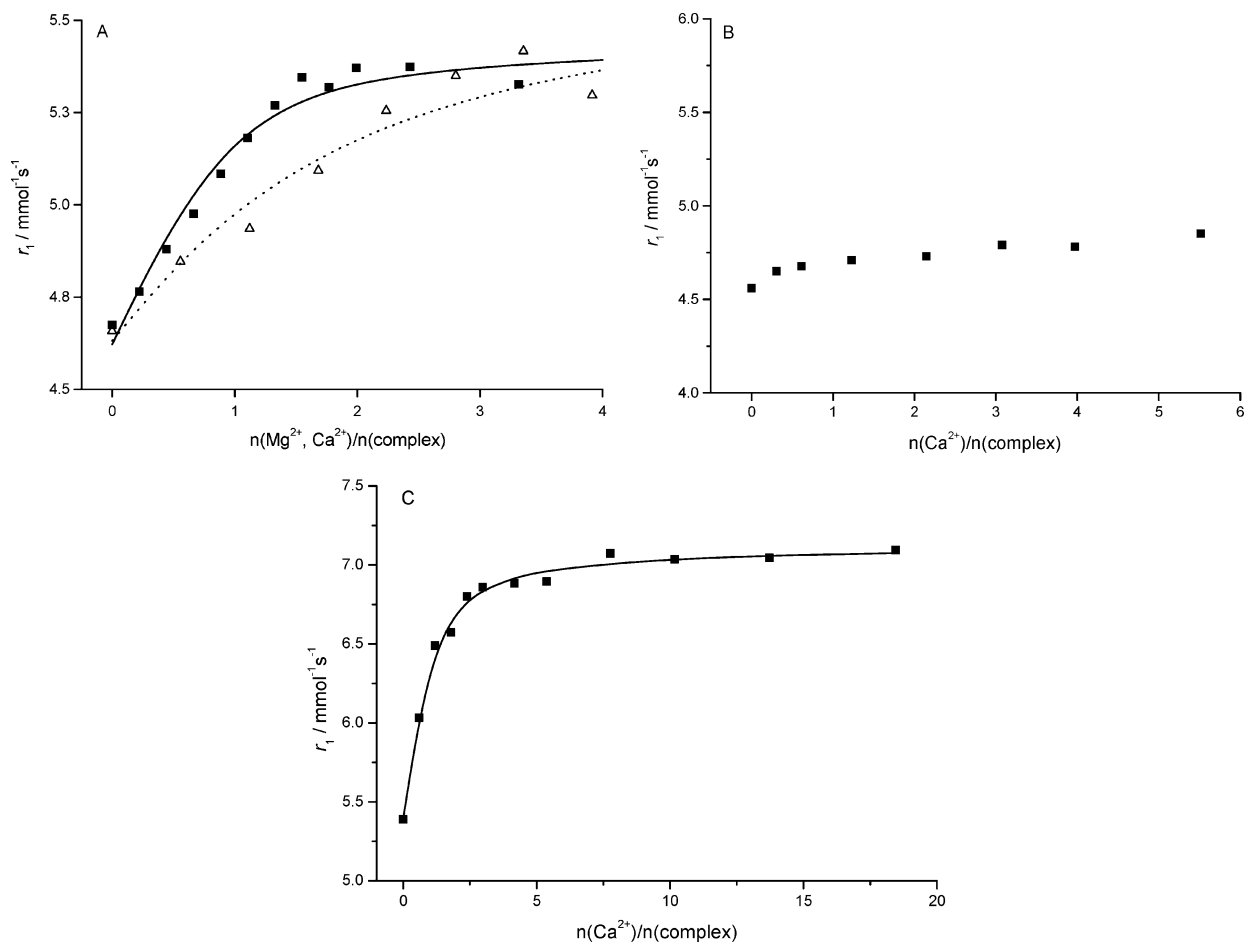 A
5.5
5.3
5.0
4.8
4.5
r₁ / mmol⁻¹s⁻¹
0 1 2 3 4
n(Mg²⁺, Ca²⁺)/n(complex)
B
6.0
5.5
5.0
4.5
4.0
r₁ / mmol⁻¹s⁻¹
0 1 2 3 4 5 6
n(Ca²⁺)/n(complex)
C
7.5
7.0
6.5
6.0
5.5
5.0
r₁ / mmol⁻¹s⁻¹
0 5 10 15 20
n(Ca²⁺)/n(complex)